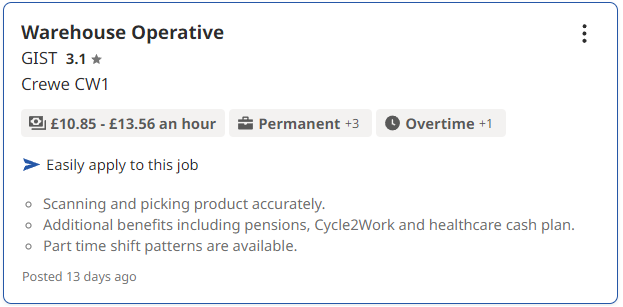 Warehouse Operative
GIST 3.1 ★
Crewe CW1
£10.85 - £13.56 an hour Permanent +3 Overtime +1
Easily apply to this job
Scanning and picking product accurately.
Additional benefits including pensions, Cycle2Work and healthcare cash plan.
Part time shift patterns are available.
Posted 13 days ago